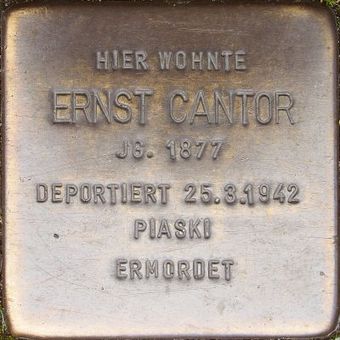 HIER WOHNTE
ERNST CANTOR
JG. 1877
DEPORTIERT 25.3.1942
PIASKI
ERMORDET